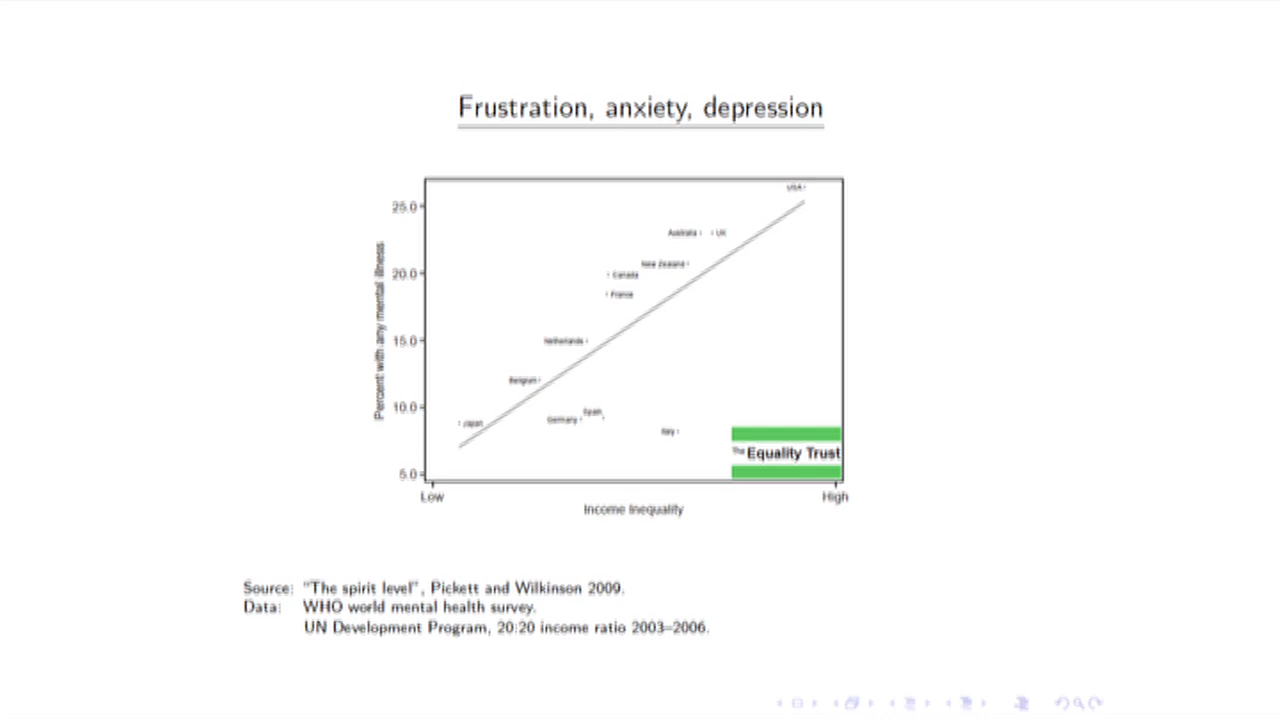 Frustration, anxiety, depression
USA
25.0
Australia
UK
New Zealand
20.0
Canada
France
Percent with any mental illness
15.0
Netherlands
Belgium
10.0
Spain
Germany
Japan
Italy
The Equality Trust
5.0
Low
High
Income Inequality
Source: "The spirit level", Pickett and Wilkinson 2009.
Data: WHO world mental health survey.
UN Development Program, 20:20 income ratio 2003–2006.